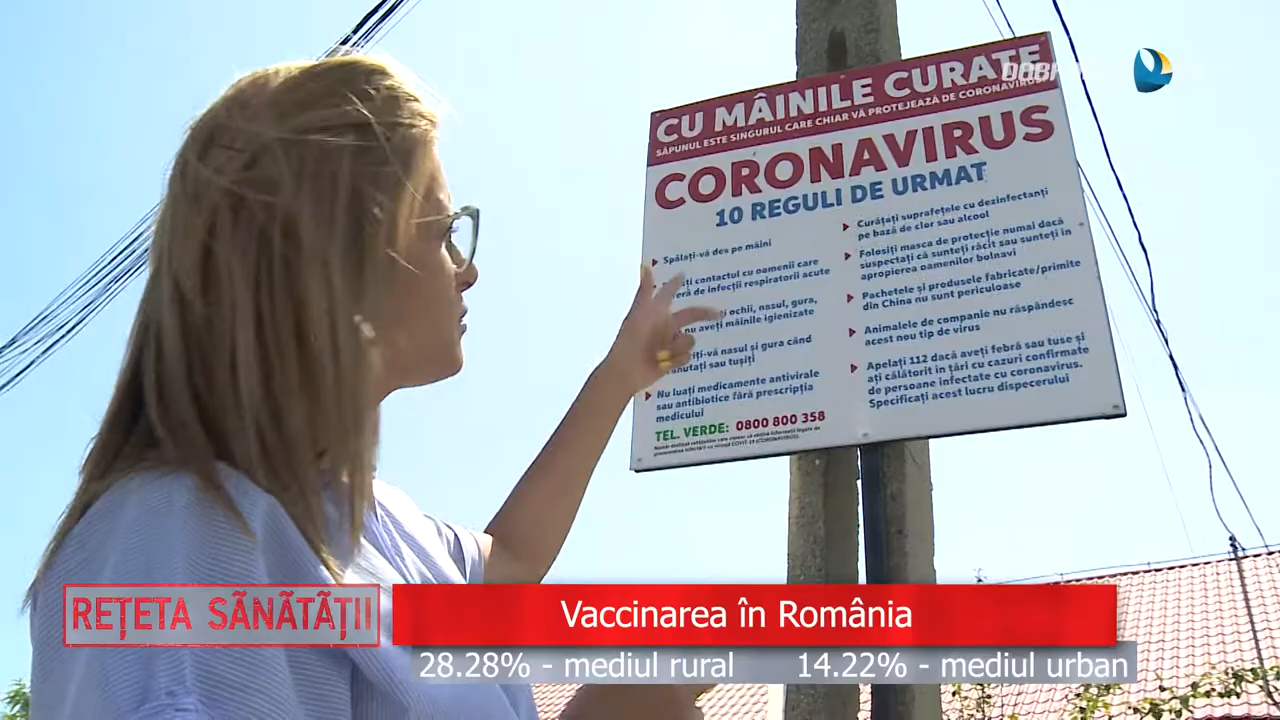 CU MÂINILE CURATE
SĂPUNUL ESTE SINGURUL CARE CHIAR VĂ PROTEJEAZĂ DE CORONAVIRUS!
CORONAVIRUS
10 REGULI DE URMAT
Spălați-vă des pe mâini
contactul cu oamenii care
de infecții respiratorii acute
ochii, nasul, gura,
nu aveți mâinile igienizate
nasul și gura când
sau tușiți
Nu luați medicamente antivirale
sau antibiotice fără prescripția
medicului
TEL. VERDE: 0800 800 358
Curățați suprafețele cu dezinfectanți
pe bază de clor sau alcool
Folosiți masca de protecție numai dacă
suspectați că sunteți răcit sau sunteți în
apropierea oamenilor bolnavi
Pachetele și produsele fabricate/primite
din China nu sunt periculoase
Animalele de companie nu răspândesc
acest nou tip de virus
Apelați 112 dacă aveți febră sau tuse și
ați călătorit in țări cu cazuri confirmate
de persoane infectate cu coronavirus.
Specificați acest lucru dispecerului
REȚETA SÃNÃTÃȚII
Vaccinarea în România
28.28% - mediul rural 14.22% - mediul urban